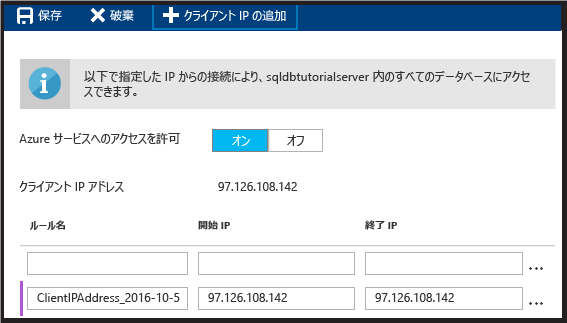 保存 破棄 クライアント IP の追加
以下で指定した IP からの接続により、sqldbtutorialserver 内のすべてのデータベースにアクセ
スできます。
Azure サービスへのアクセスを許可 オン オフ
クライアント IP アドレス 97.126.108.142
ルール名 開始 IP 終了 IP
...
ClientIPAddress_2016-10-5 97.126.108.142 97.126.108.142 ...